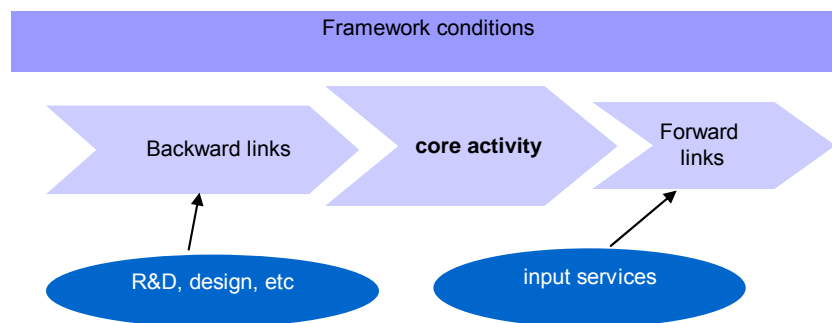 Framework conditions
Backward links
core activity
Forward
links
R&D, design, etc
input services